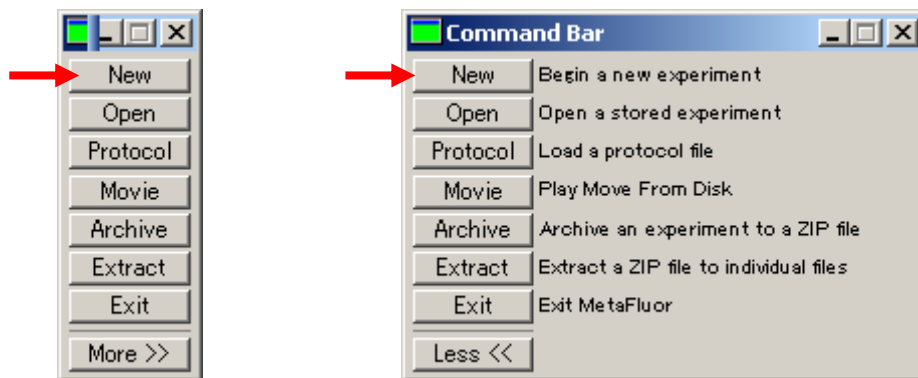 New
Open
Protocol
Movie
Archive
Extract
Exit
More >>
Command Bar
New Begin a new experiment
Open Open a stored experiment
Protocol Load a protocol file
Movie Play Move From Disk
Archive Archive an experiment to a ZIP file
Extract Extract a ZIP file to individual files
Exit Exit MetaFluor
Less <<